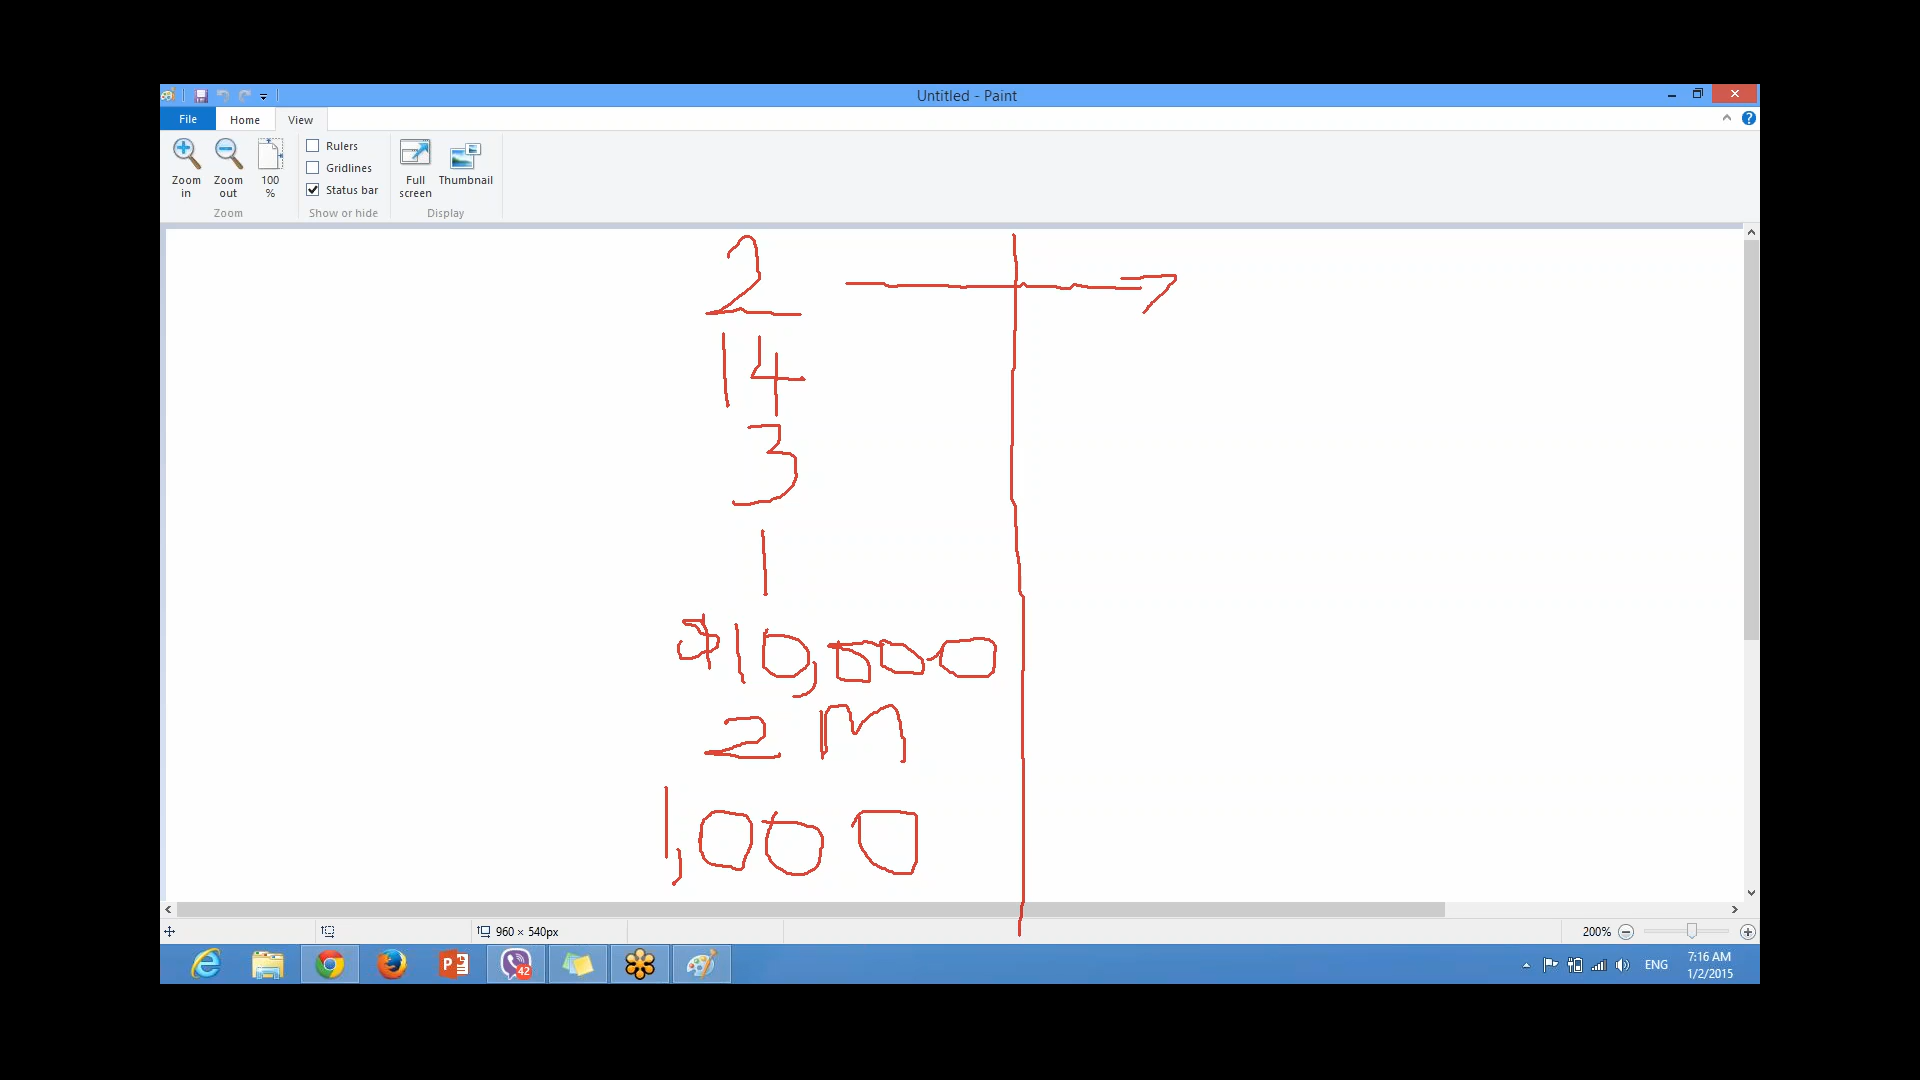 Untitled - Paint
File Home View
Zoom in Zoom out 100 % Rulers Gridlines Status bar Full screen Thumbnail
Zoom Show or hide Display
2
14
3
1
$10,000
2 M
1,000
960 × 540px 200%
42 ENG 7:16 AM
1/2/2015